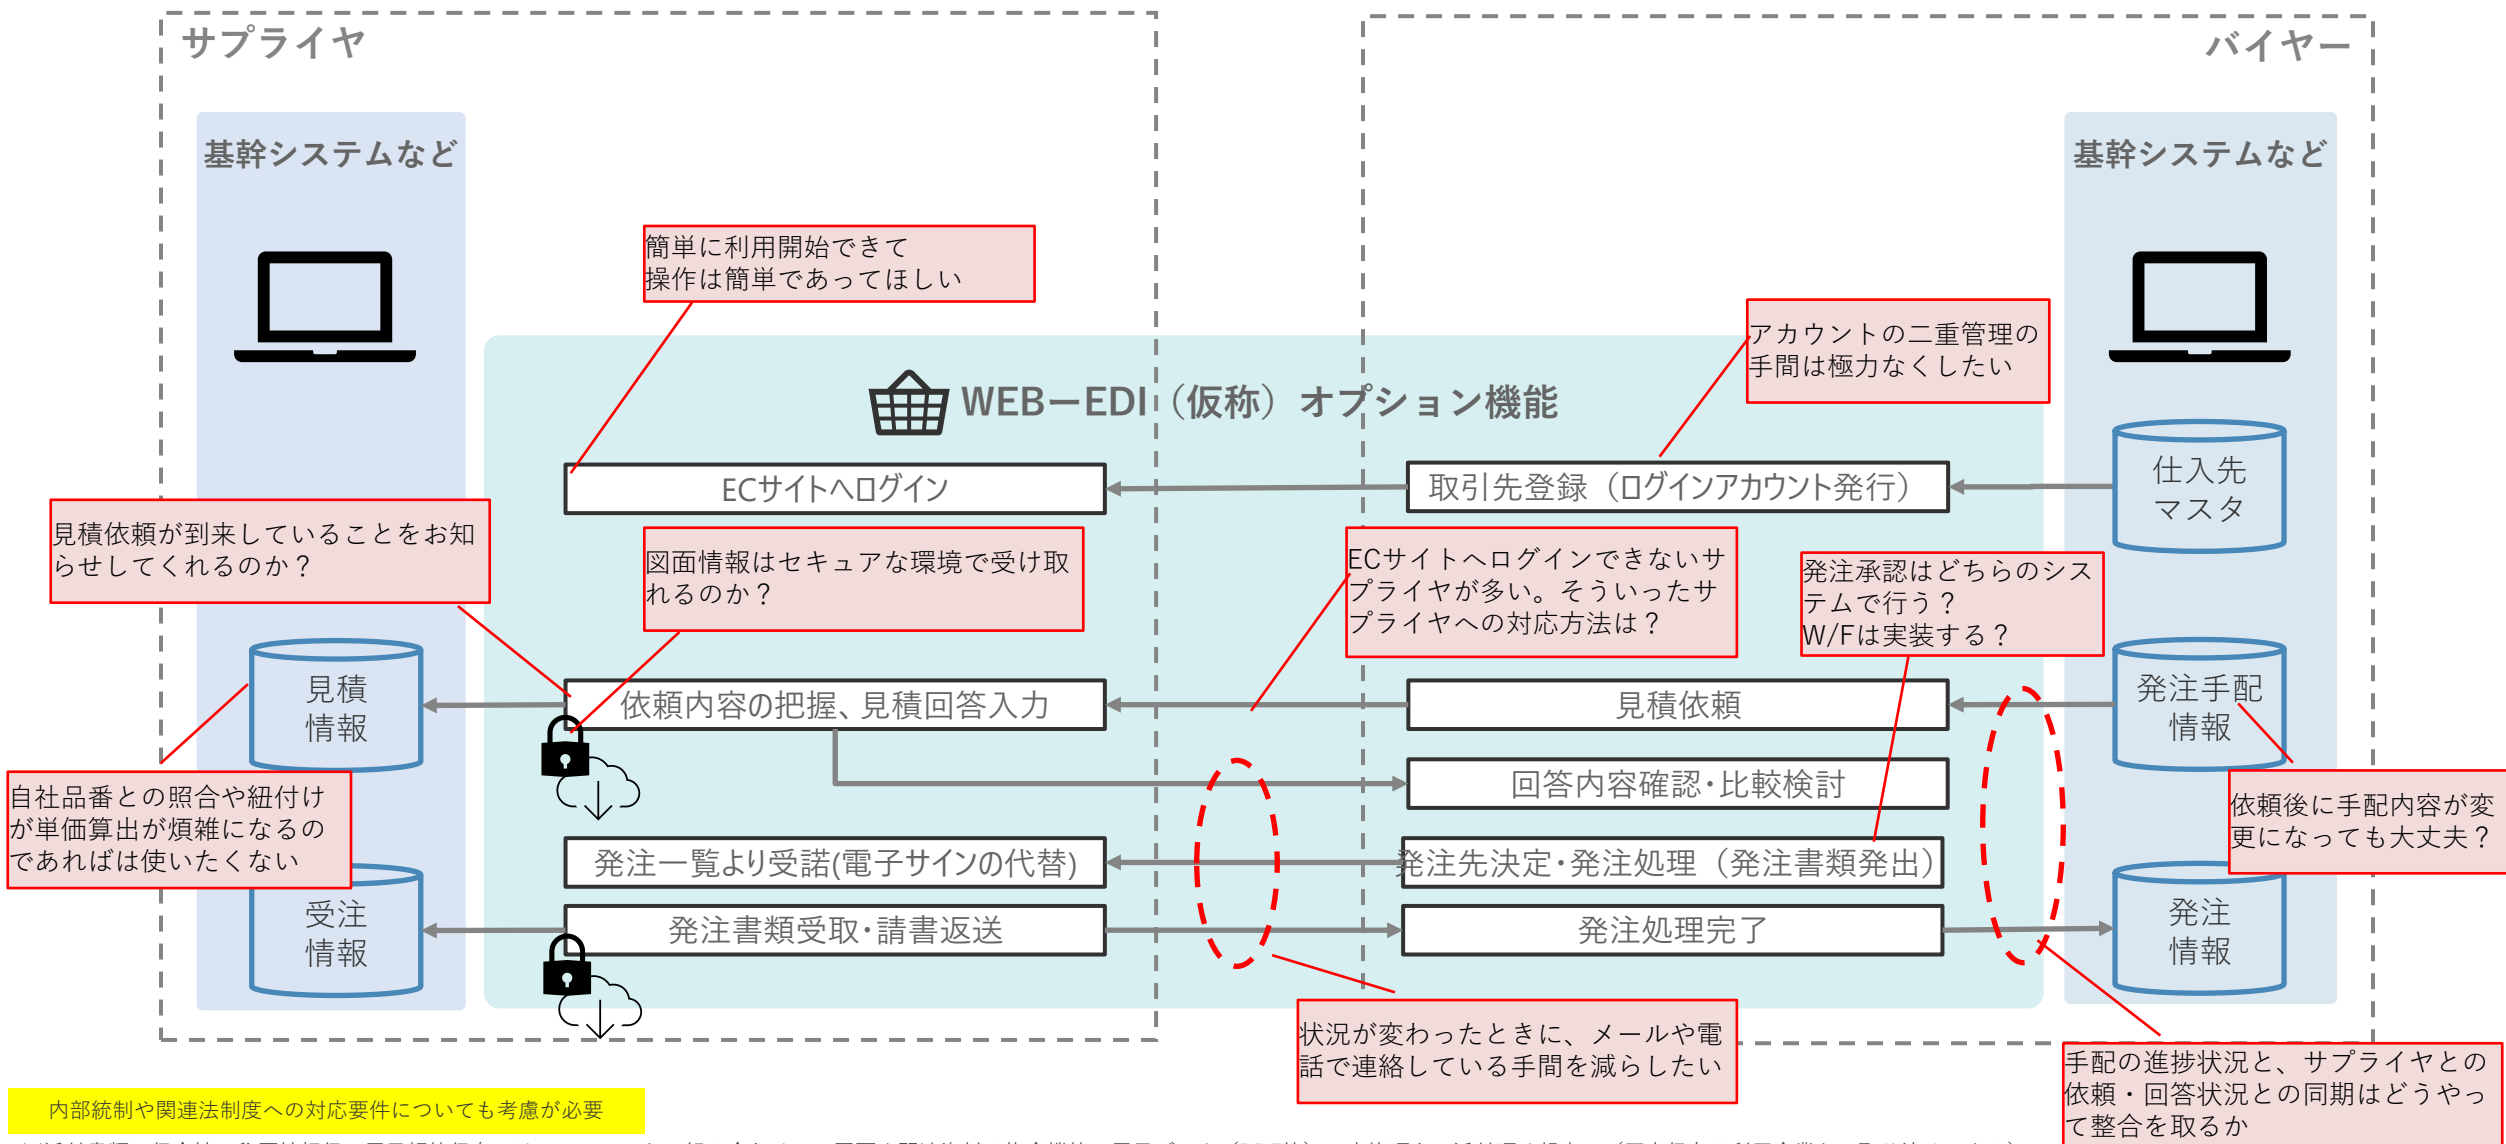 サプライヤ
バイヤー
基幹システムなど
基幹システムなど
簡単に利用開始できて
操作は簡単であってほしい
アカウントの二重管理の
手間は極力なくしたい
WEBーEDI（仮称）オプション機能
ECサイトへログイン
取引先登録（ログインアカウント発行）
仕入先
マスタ
見積依頼が到来していることをお知
らせしてくれるのか？
図面情報はセキュアな環境で受け取
れるのか？
ECサイトへログインできないサ
プライヤが多い。そういったサ
プライヤへの対応方法は？
発注承認はどちらのシス
テムで行う？
W/Fは実装する？
見積
情報
依頼内容の把握、見積回答入力
見積依頼
発注手配
情報
回答内容確認・比較検討
自社品番との照合や紐付け
が単価算出が煩雑になるの
であればは使いたくない
依頼後に手配内容が変
更になっても大丈夫？
発注一覧より受諾(電子サインの代替)
発注先決定・発注処理（発注書類発出）
受注
情報
発注書類受取・請書返送
発注処理完了
発注
情報
状況が変わったときに、メールや電
話で連絡している手間を減らしたい
手配の進捗状況と、サプライヤとの
依頼・回答状況との同期はどうやっ
て整合を取るか
内部統制や関連法制度への対応要件についても考慮が必要